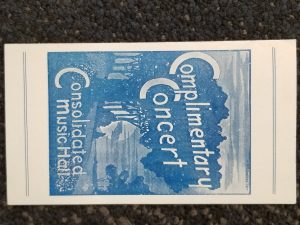 Complimentary
Concert
Consolidated
Music Hall